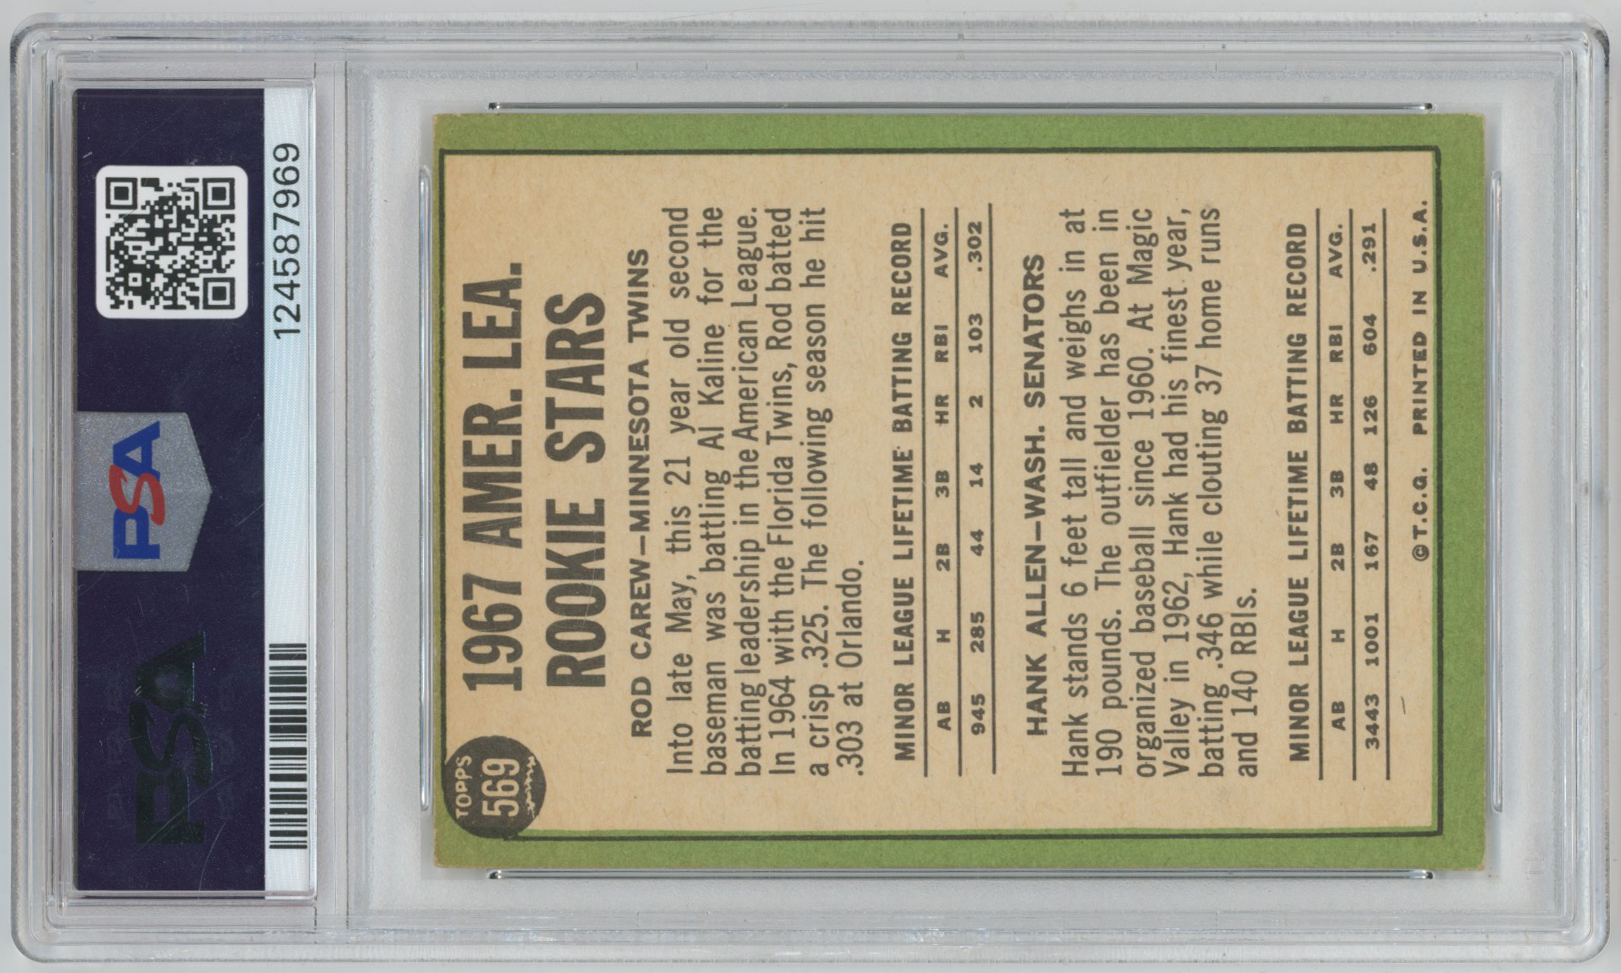 PSA
PSA
124587969
TOPPS
569
1967 AMER. LEA.
ROOKIE STARS
ROD CAREW—MINNESOTA TWINS
Into late May, this 21 year old second
baseman was battling Al Kaline for the
batting leadership in the American League.
In 1964 with the Florida Twins, Rod batted
a crisp .325. The following season he hit
.303 at Orlando.
MINOR LEAGUE LIFETIME BATTING RECORD
AB H 2B 3B HR RBI AVG.
945 285 44 14 2 103 .302
HANK ALLEN—WASH. SENATORS
Hank stands 6 feet tall and weighs in at
190 pounds. The outfielder has been in
organized baseball since 1960. At Magic
Valley in 1962, Hank had his finest year,
batting .346 while clouting 37 home runs
and 140 RBIs.
MINOR LEAGUE LIFETIME BATTING RECORD
AB H 2B 3B HR RBI AVG.
3443 1001 167 48 126 604 .291
©T.C.G. PRINTED IN U.S.A.